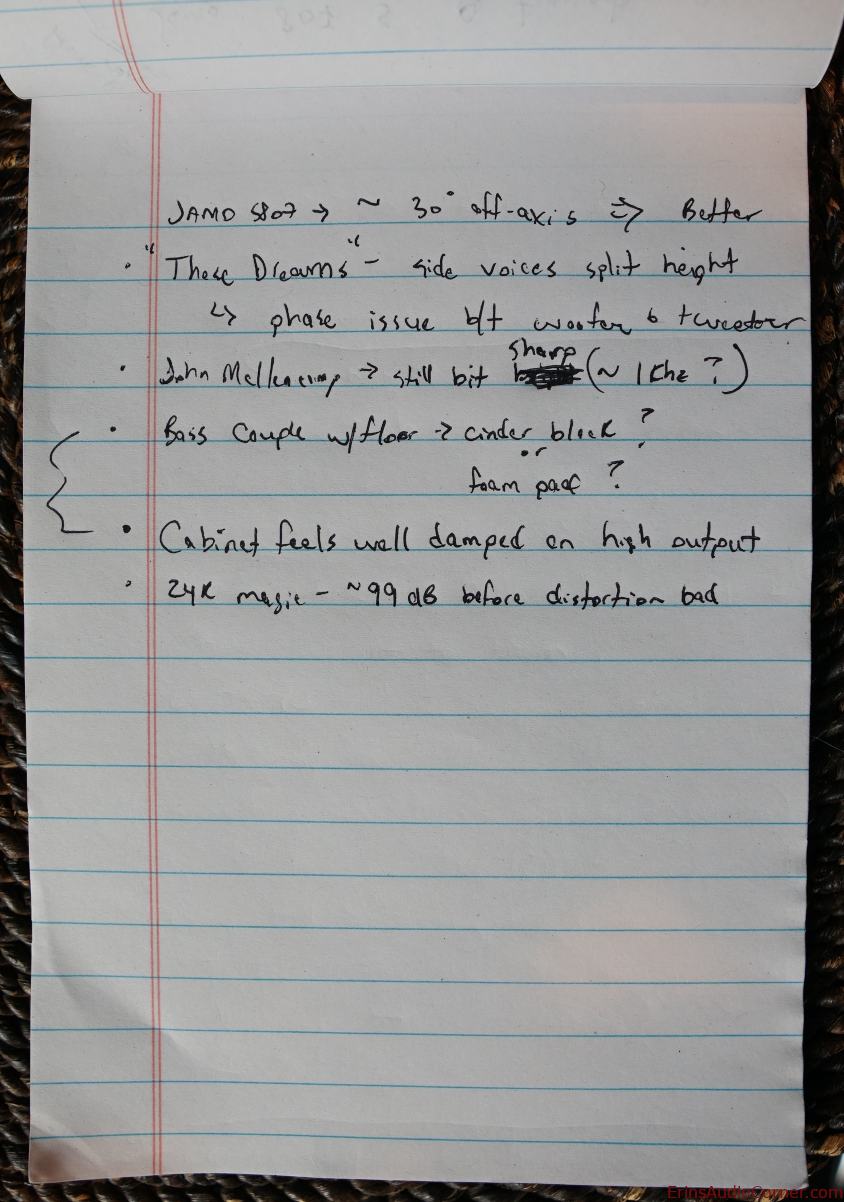 JAMO S807 → ~ 30° off-axis ⇒ Better
• "These Dreams" - side voices split height
↳ phase issue b/t woofer & tweeter
• John Mellencamp → still bit sharp (~ 1Khz ?)
• Bass Couple w/floor → cinder block ?
or
foam pad ?
• Cabinet feels well damped on high output
• 24K magic - ~99 dB before distortion bad
ErinsAudioCorner.com